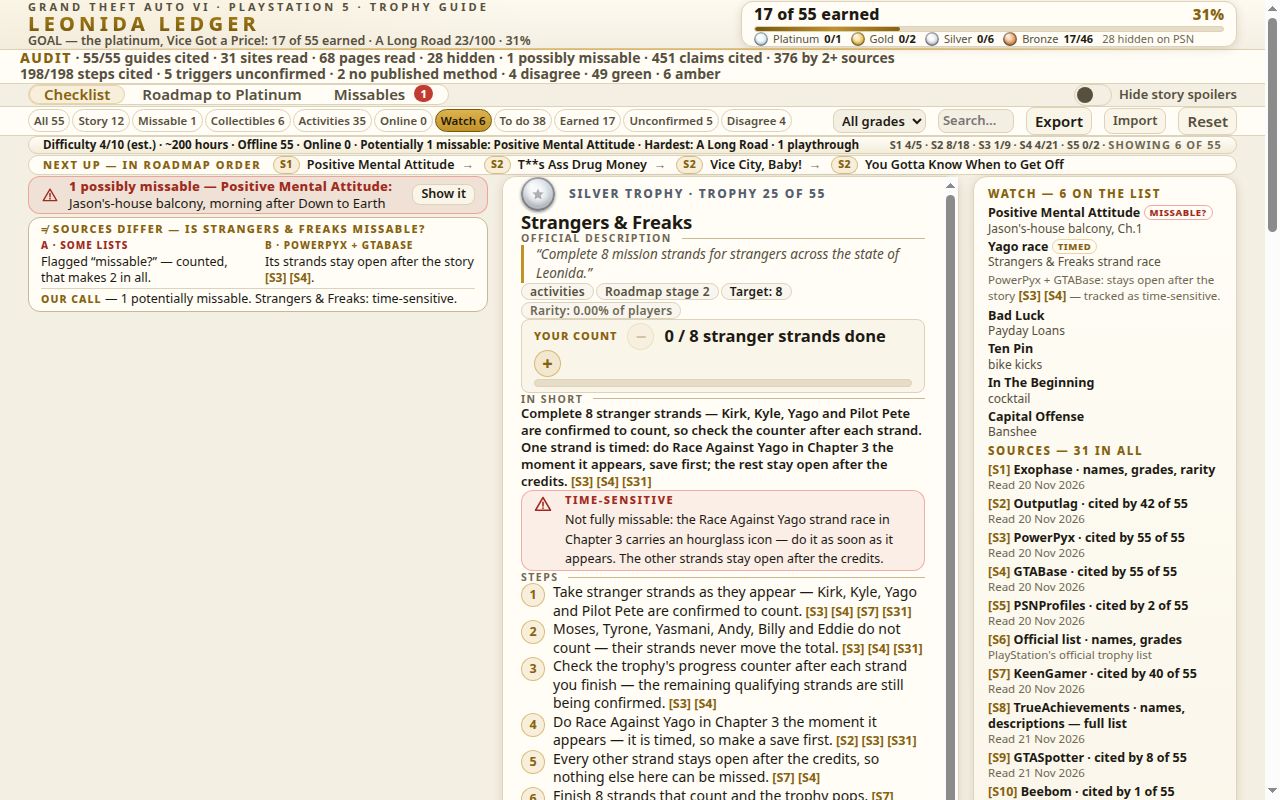 GRAND THEFT AUTO VI · PLAYSTATION 5 · TROPHY GUIDE
LEONIDA LEDGER
GOAL — the platinum, Vice Got a Price!: 17 of 55 earned · A Long Road 23/100 · 31%
17 of 55 earned 31%
Platinum 0/1 Gold 0/2 Silver 0/6 Bronze 17/46 28 hidden on PSN
AUDIT · 55/55 guides cited · 31 sites read · 68 pages read · 28 hidden · 1 possibly missable · 451 claims cited · 376 by 2+ sources
198/198 steps cited · 5 triggers unconfirmed · 2 no published method · 4 disagree · 49 green · 6 amber
Checklist Roadmap to Platinum Missables 1 Hide story spoilers
All 55 Story 12 Missable 1 Collectibles 6 Activities 35 Online 0 Watch 6 To do 38 Earned 17 Unconfirmed 5 Disagree 4 All grades Search... Export Import Reset
Difficulty 4/10 (est.) · ~200 hours · Offline 55 · Online 0 · Potentially 1 missable: Positive Mental Attitude · Hardest: A Long Road · 1 playthrough S1 4/5 · S2 8/18 · S3 1/9 · S4 4/21 · S5 0/2 · SHOWING 6 OF 55
NEXT UP — IN ROADMAP ORDER S1 Positive Mental Attitude → S2 T**s Ass Drug Money → S2 Vice City, Baby! → S2 You Gotta Know When to Get Off
1 possibly missable — Positive Mental Attitude:
Jason's house balcony, morning after Down to Earth
Show it
≠ SOURCES DIFFER — IS STRANGERS & FREAKS MISSABLE?
A · SOME LISTS
Flagged “missable?” — counted,
that makes 2 in all.
B · POWERPYX + GTABASE
Its strands stay open after the story
[S3] [S4].
OUR CALL — 1 potentially missable. Strangers & Freaks: time-sensitive.
SILVER TROPHY · TROPHY 25 OF 55
Strangers & Freaks
OFFICIAL DESCRIPTION
“Complete 8 mission strands for strangers across the state of
Leonida.”
activities Roadmap stage 2 Target: 8
Rarity: 0.00% of players
YOUR COUNT − 0 / 8 stranger strands done
+
IN SHORT
Complete 8 stranger strands — Kirk, Kyle, Yago and Pilot Pete
are confirmed to count, so check the counter after each strand.
One strand is timed: do Race Against Yago in Chapter 3 the
moment it appears, save first; the rest stay open after the
credits. [S3] [S4] [S31]
TIME-SENSITIVE
Not fully missable: the Race Against Yago strand race in
Chapter 3 carries an hourglass icon — do it as soon as it
appears. The other strands stay open after the credits.
STEPS
1 Take stranger strands as they appear — Kirk, Kyle, Yago
and Pilot Pete are confirmed to count. [S3] [S4] [S7] [S31]
2 Moses, Tyrone, Yasmani, Andy, Billy and Eddie do not
count — their strands never move the total. [S3] [S4] [S31]
3 Check the trophy's progress counter after each strand
you finish — the remaining qualifying strands are still
being confirmed. [S3] [S4]
4 Do Race Against Yago in Chapter 3 the moment it
appears — it is timed, so make a save first. [S2] [S3] [S31]
5 Every other strand stays open after the credits, so
nothing else here can be missed. [S7] [S4]
6 Finish 8 strands that count and the trophy pops. [S7]
WATCH — 6 ON THE LIST
Positive Mental Attitude MISSABLE?
Jason's house balcony, Ch.1
Yago race TIMED
Strangers & Freaks strand race
PowerPyx + GTABase: stays open after the
story [S3] [S4] — tracked as time-sensitive.
Bad Luck
Payday Loans
Ten Pin
bike kicks
In The Beginning
cocktail
Capital Offense
Banshee
SOURCES — 31 IN ALL
[S1] Exophase · names, grades, rarity
Read 20 Nov 2026
[S2] Outputlag · cited by 42 of 55
Read 20 Nov 2026
[S3] PowerPyx · cited by 55 of 55
Read 20 Nov 2026
[S4] GTABase · cited by 55 of 55
Read 20 Nov 2026
[S5] PSNProfiles · cited by 2 of 55
Read 20 Nov 2026
[S6] Official list · names, grades
PlayStation's official trophy list
[S7] KeenGamer · cited by 40 of 55
Read 20 Nov 2026
[S8] TrueAchievements · names,
descriptions — full list
Read 21 Nov 2026
[S9] GTASpotter · cited by 8 of 55
Read 21 Nov 2026
[S10] Beebom · cited by 1 of 55